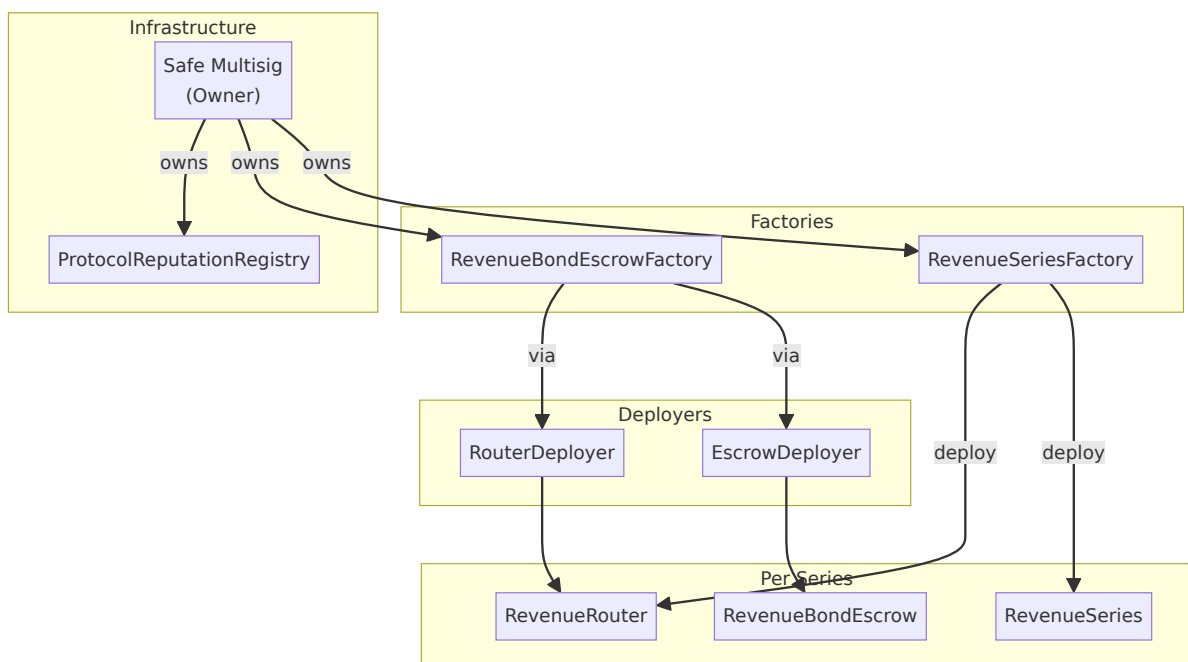 Infrastructure
Safe Multisig
(Owner)
owns
owns
owns
ProtocolReputationRegistry
Factories
RevenueBondEscrowFactory
RevenueSeriesFactory
via
via
Deployers
RouterDeployer
EscrowDeployer
deploy
deploy
Per Series
RevenueRouter
RevenueBondEscrow
RevenueSeries